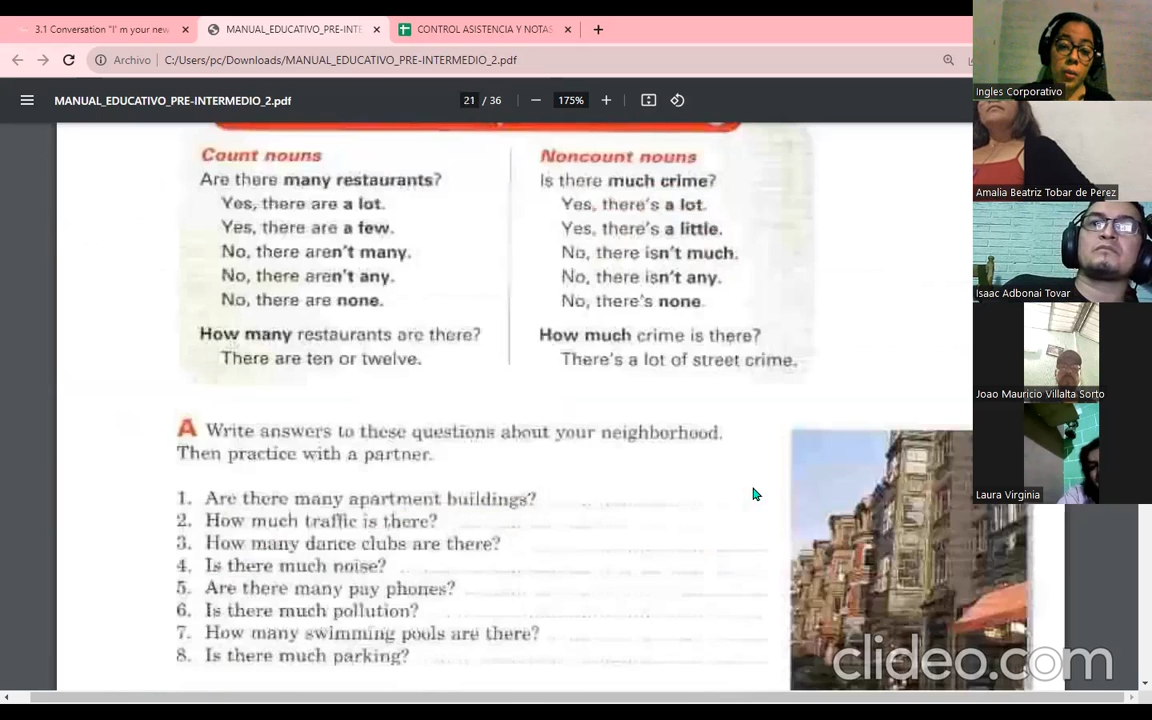 3.1 Conversation "I' m your new
MANUAL_EDUCATIVO_PRE-INTE
CONTROL ASISTENCIA Y NOTAS
Archivo C:/Users/pc/Downloads/MANUAL_EDUCATIVO_PRE-INTERMEDIO_2.pdf
MANUAL_EDUCATIVO_PRE-INTERMEDIO_2.pdf
21 / 36
175%
Count nouns
Are there many restaurants?
Yes, there are a lot.
Yes, there are a few.
No, there aren't many.
No, there aren't any.
No, there are none.
How many restaurants are there?
There are ten or twelve.
Noncount nouns
Is there much crime?
Yes, there's a lot.
Yes, there's a little.
No, there isn't much.
No, there isn't any.
No, there's none.
How much crime is there?
There's a lot of street crime.
A Write answers to these questions about your neighborhood.
Then practice with a partner.
1. Are there many apartment buildings?
2. How much traffic is there?
3. How many dance clubs are there?
4. Is there much noise?
5. Are there many pay phones?
6. Is there much pollution?
7. How many swimming pools are there?
8. Is there much parking?
Ingles Corporativo
Amalia Beatriz Tobar de Perez
Isaac Adbonai Tovar
Joao Mauricio Villalta Sorto
Laura Virginia
clideo.com